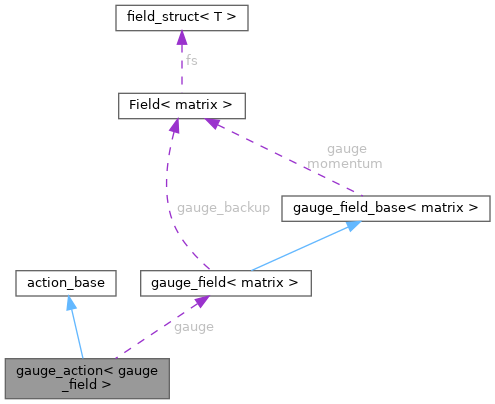 field_struct< T >
fs
Field< matrix >
gauge
momentum
gauge_backup
gauge_field_base< matrix >
action_base
gauge_field< matrix >
gauge
gauge_action< gauge
_field >